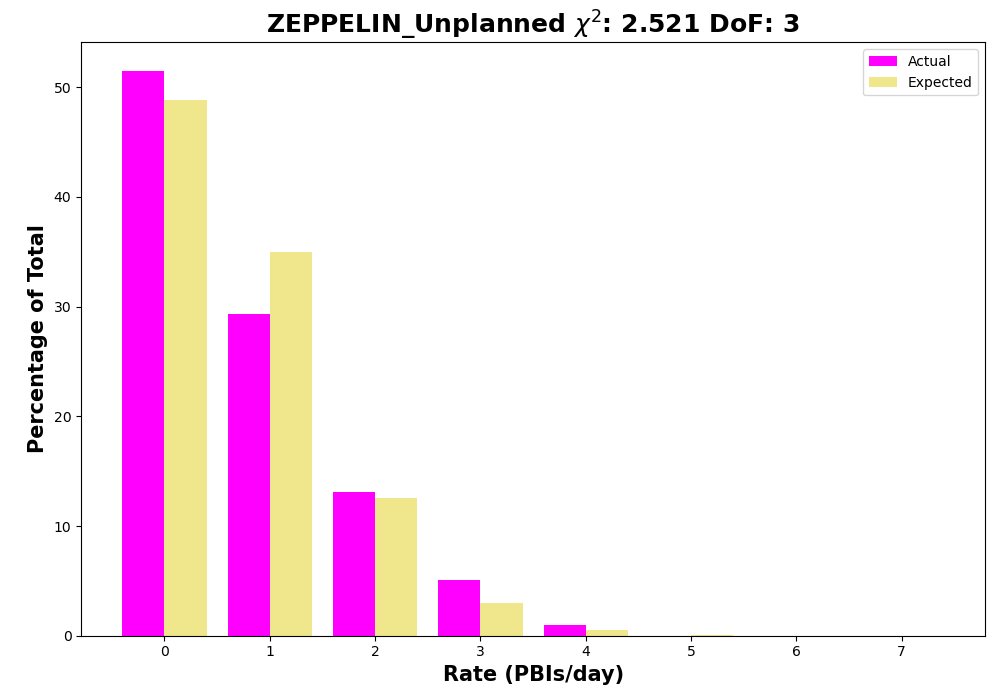 ZEPPELIN_Unplanned χ²: 2.521 DoF: 3
Actual
Expected
Percentage of Total
50
40
30
20
10
0
0 1 2 3 4 5 6 7
Rate (PBIs/day)